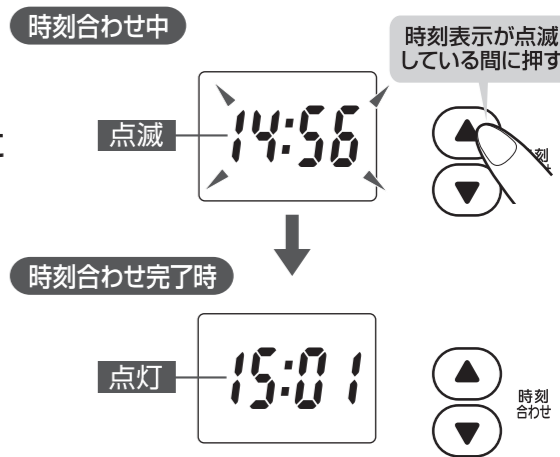 時刻合わせ中
時刻表示が点滅
している間に押す
点滅
14:56
刻
時刻合わせ完了時
点灯
15:01
時刻
合わせ